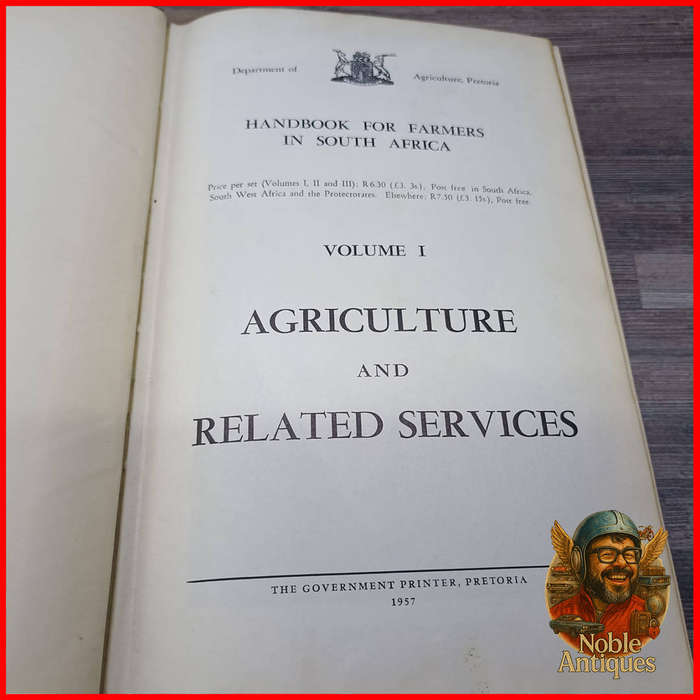 Department of Agriculture, Pretoria
HANDBOOK FOR FARMERS
IN SOUTH AFRICA
Price per set (Volumes I, II and III): R6.30 (£3. 3s), Post free in South Africa,
South West Africa and the Protectorates. Elsewhere: R7.50 (£3. 15s), Post free.
VOLUME I
AGRICULTURE
AND
RELATED SERVICES
THE GOVERNMENT PRINTER, PRETORIA
1957
Noble
Antiques